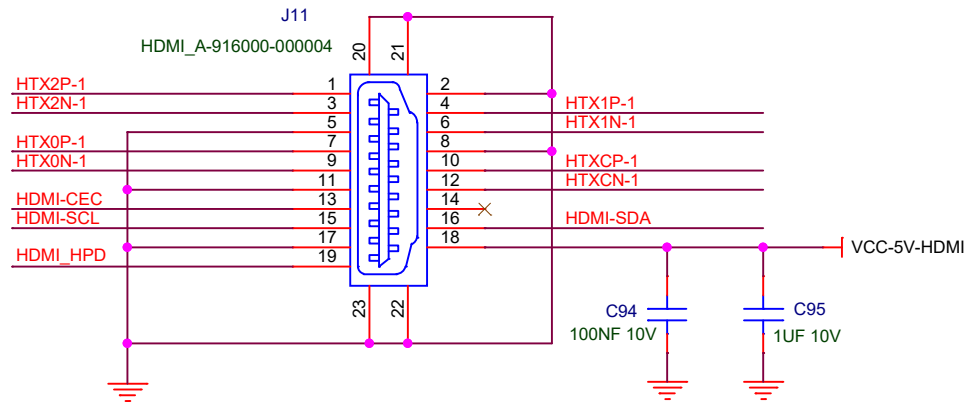 J11
HDMI_A-916000-000004
20 21
HTX2P-1 1 2
HTX2N-1 3 4 HTX1P-1
5 6 HTX1N-1
HTX0P-1 7 8
HTX0N-1 9 10 HTXCP-1
11 12 HTXCN-1
HDMI-CEC 13 14
HDMI-SCL 15 16 HDMI-SDA
17 18 VCC-5V-HDMI
HDMI_HPD 19
23 22
C94 C95
100NF 10V 1UF 10V